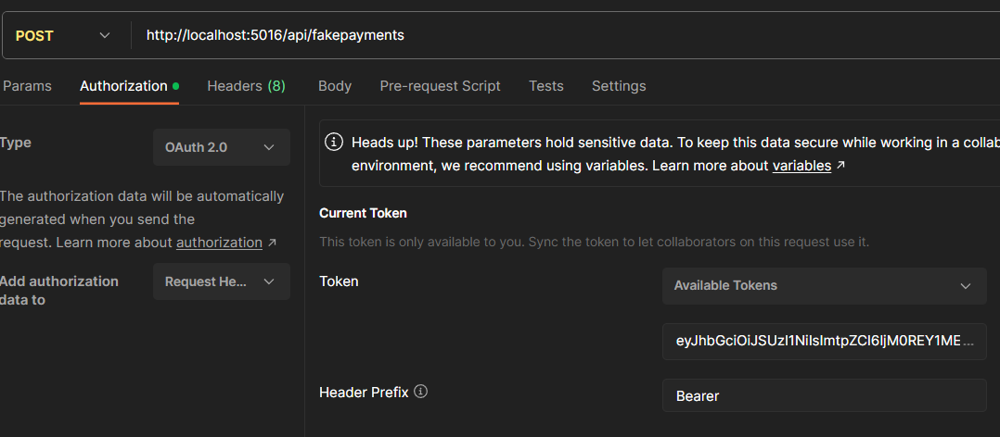 POST http://localhost:5016/api/fakepayments
Params Authorization Headers (8) Body Pre-request Script Tests Settings
Type OAuth 2.0
The authorization data will be automatically
generated when you send the
request. Learn more about authorization ↗
Add authorization
data to
Request He...
Heads up! These parameters hold sensitive data. To keep this data secure while working in a collab
environment, we recommend using variables. Learn more about variables ↗
Current Token
This token is only available to you. Sync the token to let collaborators on this request use it.
Token Available Tokens
eyJhbGciOiJSUzI1NiIsImtpZCI6IjM0REY1ME...
Header Prefix Bearer